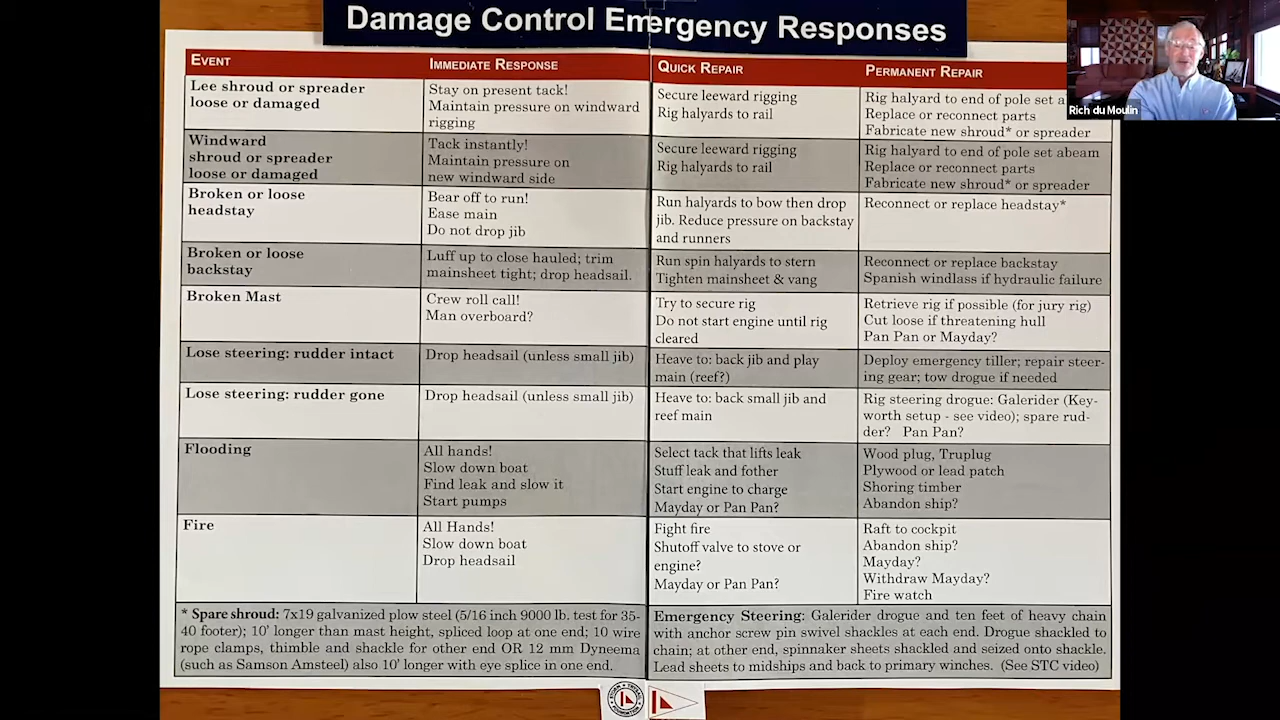 Damage Control Emergency Responses
Rich du Moulin
EVENT
IMMEDIATE RESPONSE
QUICK REPAIR
PERMANENT REPAIR
Lee shroud or spreader
loose or damaged
Stay on present tack!
Maintain pressure on windward
rigging
Secure leeward rigging
Rig halyards to rail
Rig halyard to end of pole set a
Replace or reconnect parts
Fabricate new shroud* or spreader
Windward
shroud or spreader
loose or damaged
Tack instantly!
Maintain pressure on
new windward side
Secure leeward rigging
Rig halyards to rail
Rig halyard to end of pole set abeam
Replace or reconnect parts
Fabricate new shroud* or spreader
Broken or loose
headstay
Bear off to run!
Ease main
Do not drop jib
Run halyards to bow then drop
jib. Reduce pressure on backstay
and runners
Reconnect or replace headstay*
Broken or loose
backstay
Luff up to close hauled; trim
mainsheet tight; drop headsail.
Run spin halyards to stern
Tighten mainsheet & vang
Reconnect or replace backstay
Spanish windlass if hydraulic failure
Broken Mast
Crew roll call!
Man overboard?
Try to secure rig
Do not start engine until rig
cleared
Retrieve rig if possible (for jury rig)
Cut loose if threatening hull
Pan Pan or Mayday?
Lose steering: rudder intact
Drop headsail (unless small jib)
Heave to: back jib and play
main (reef?)
Deploy emergency tiller; repair steer-
ing gear; tow drogue if needed
Lose steering: rudder gone
Drop headsail (unless small jib)
Heave to: back small jib and
reef main
Rig steering drogue: Galerider (Key-
worth setup - see video); spare rud-
der? Pan Pan?
Flooding
All hands!
Slow down boat
Find leak and slow it
Start pumps
Select tack that lifts leak
Stuff leak and fother
Start engine to charge
Mayday or Pan Pan?
Wood plug, Truplug
Plywood or lead patch
Shoring timber
Abandon ship?
Fire
All Hands!
Slow down boat
Drop headsail
Fight fire
Shutoff valve to stove or
engine?
Mayday or Pan Pan?
Raft to cockpit
Abandon ship?
Mayday?
Withdraw Mayday?
Fire watch
* Spare shroud: 7x19 galvanized plow steel (5/16 inch 9000 lb. test for 35-
40 footer); 10' longer than mast height, spliced loop at one end; 10 wire
rope clamps, thimble and shackle for other end OR 12 mm Dyneema
(such as Samson Amsteel) also 10' longer with eye splice in one end.
Emergency Steering: Galerider drogue and ten feet of heavy chain
with anchor screw pin swivel shackles at each end. Drogue shackled to
chain; at other end, spinnaker sheets shackled and seized onto shackle.
Lead sheets to midships and back to primary winches. (See STC video)